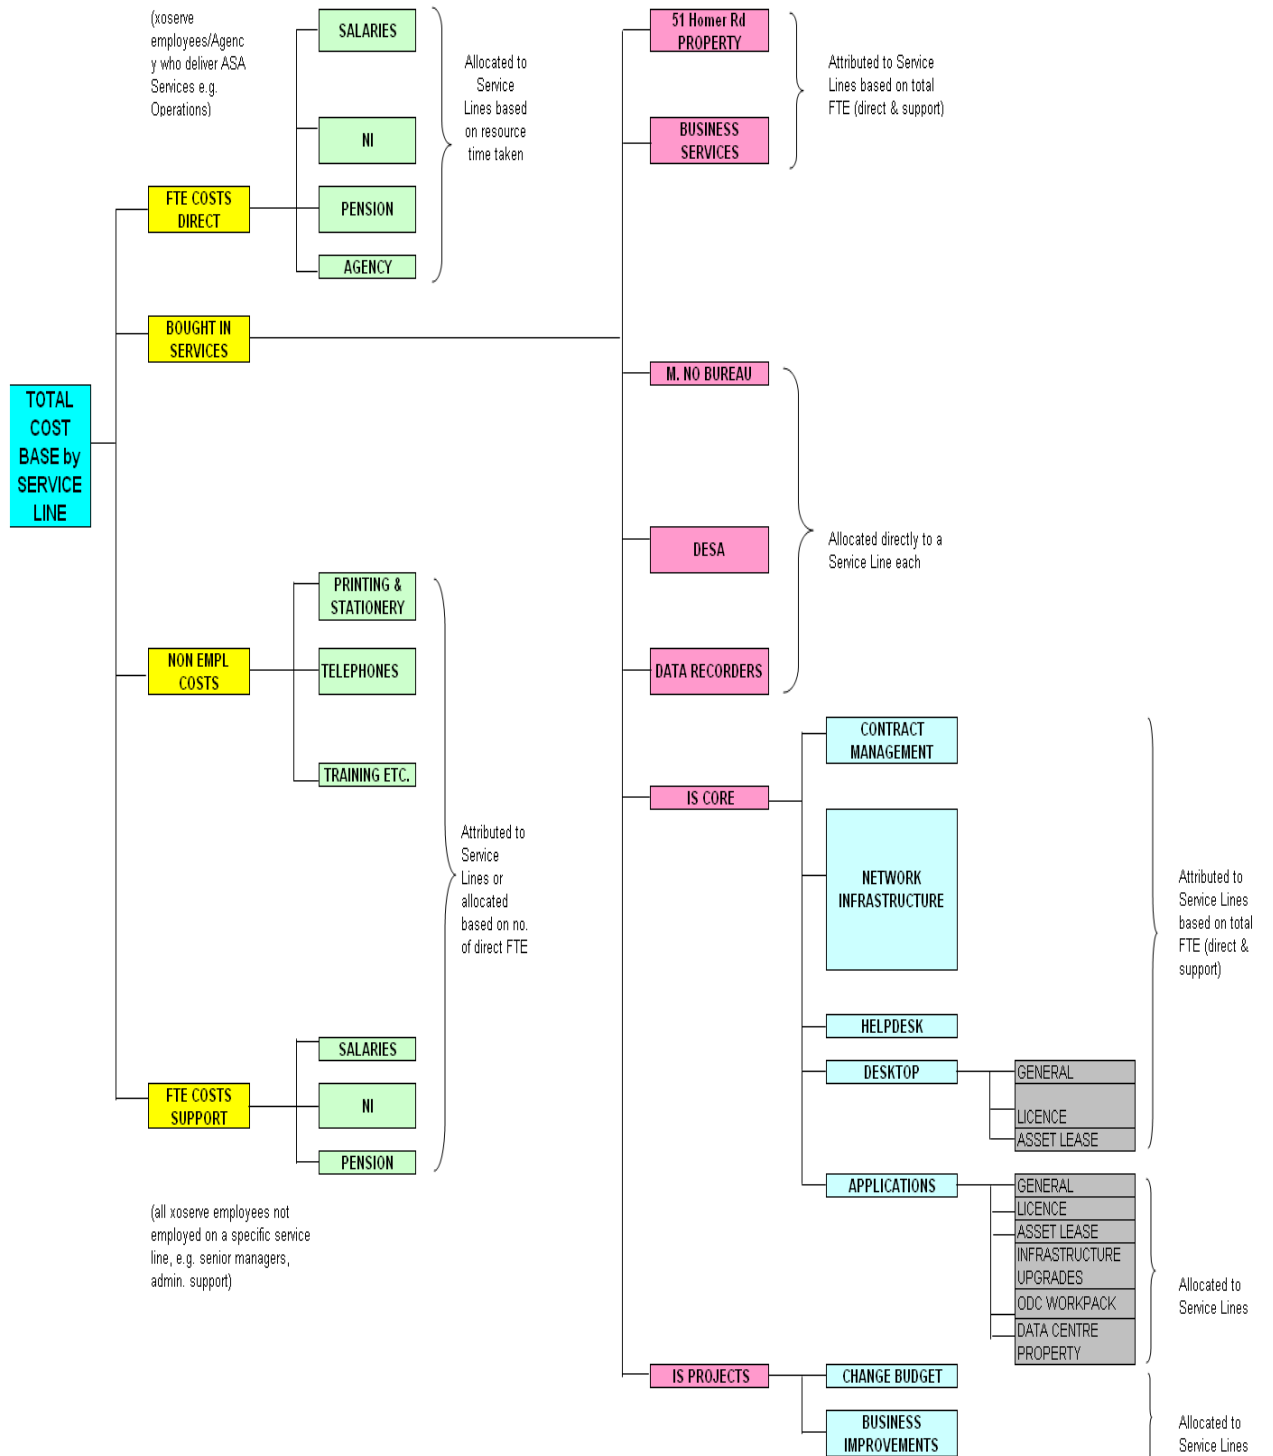 (xoserve
employees/Agenc
y who deliver ASA
Services e.g.
Operations)
SALARIES
NI
PENSION
AGENCY
Allocated to
Service
Lines based
on resource
time taken
FTE COSTS
DIRECT
BOUGHT IN
SERVICES
TOTAL
COST
BASE by
SERVICE
LINE
NON EMPL
COSTS
PRINTING &
STATIONERY
TELEPHONES
TRAINING ETC.
Attributed to
Service
Lines or
allocated
based on no.
of direct FTE
FTE COSTS
SUPPORT
SALARIES
NI
PENSION
(all xoserve employees not
employed on a specific service
line, e.g. senior managers,
admin. support)
51 Homer Rd
PROPERTY
BUSINESS
SERVICES
Attributed to Service
Lines based on total
FTE (direct & support)
M. NO BUREAU
DESA
DATA RECORDERS
Allocated directly to a
Service Line each
IS CORE
CONTRACT
MANAGEMENT
NETWORK
INFRASTRUCTURE
HELPDESK
DESKTOP
GENERAL
LICENCE
ASSET LEASE
Attributed to
Service Lines
based on total
FTE (direct &
support)
APPLICATIONS
GENERAL
LICENCE
ASSET LEASE
INFRASTRUCTURE
UPGRADES
ODC WORKPACK
DATA CENTRE
PROPERTY
Allocated to
Service Lines
IS PROJECTS
CHANGE BUDGET
BUSINESS
IMPROVEMENTS
Allocated to
Service Lines